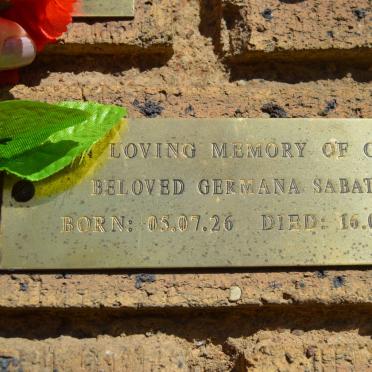 LOVING MEMORY OF
BELOVED GERMANA SABAT
BORN: 05.07.26 DIED: 16.0